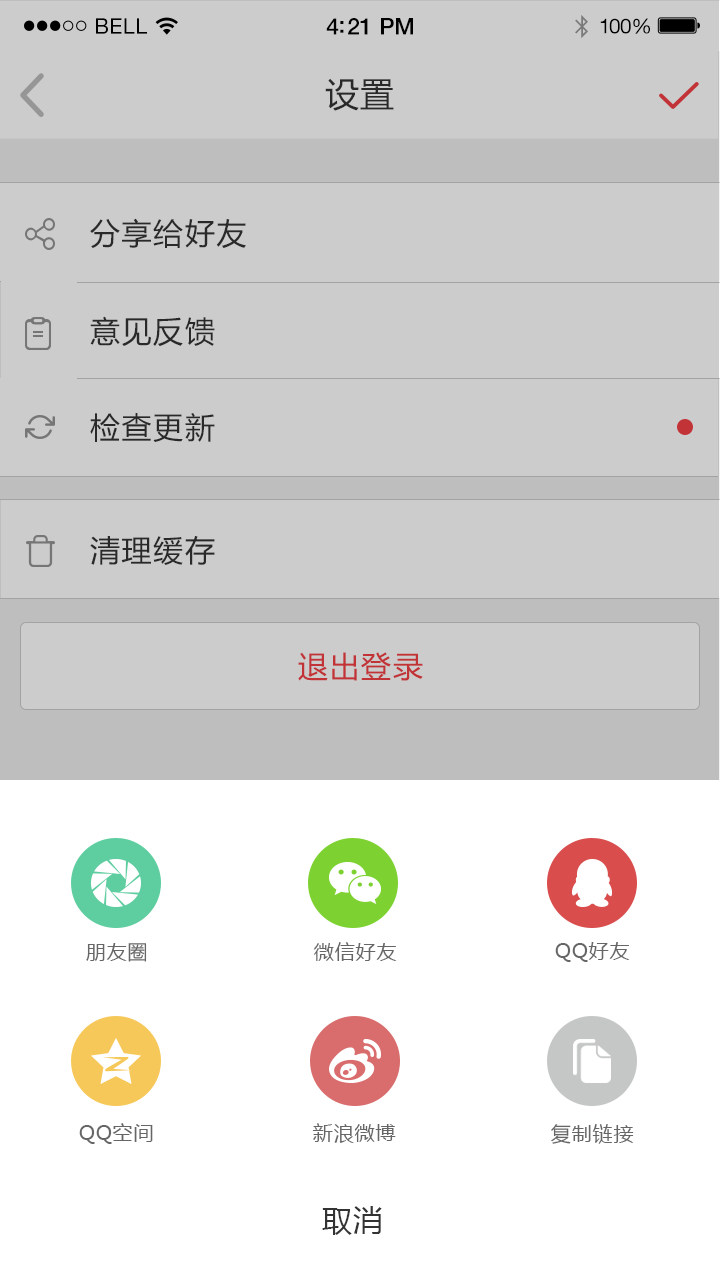 BELL 4:21 PM 100%
设置
分享给好友
意见反馈
检查更新
清理缓存
退出登录
朋友圈 微信好友 QQ好友
QQ空间 新浪微博 复制链接
取消